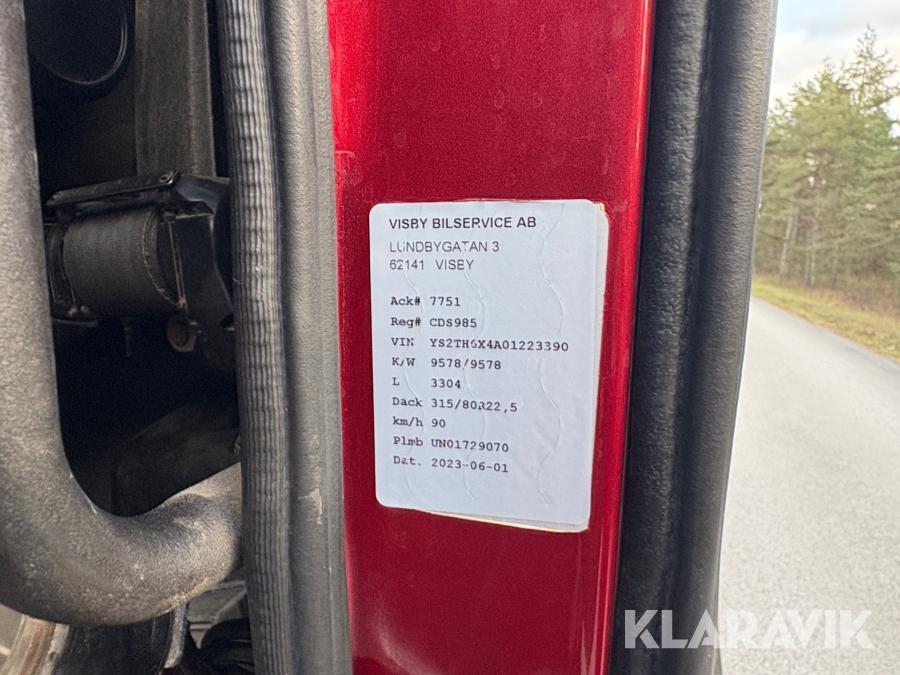 VISBY BILSERVICE AB
LUNDBYGATAN 3
62141 VISBY
Ack# 7751
Reg# CDS985
VIN YS2TH6X4A01223390
K/W 9578/9578
L 3304
Dack 315/80R22,5
km/h 90
Plmb UN01729070
Dat. 2023-06-01
KLARAVIK